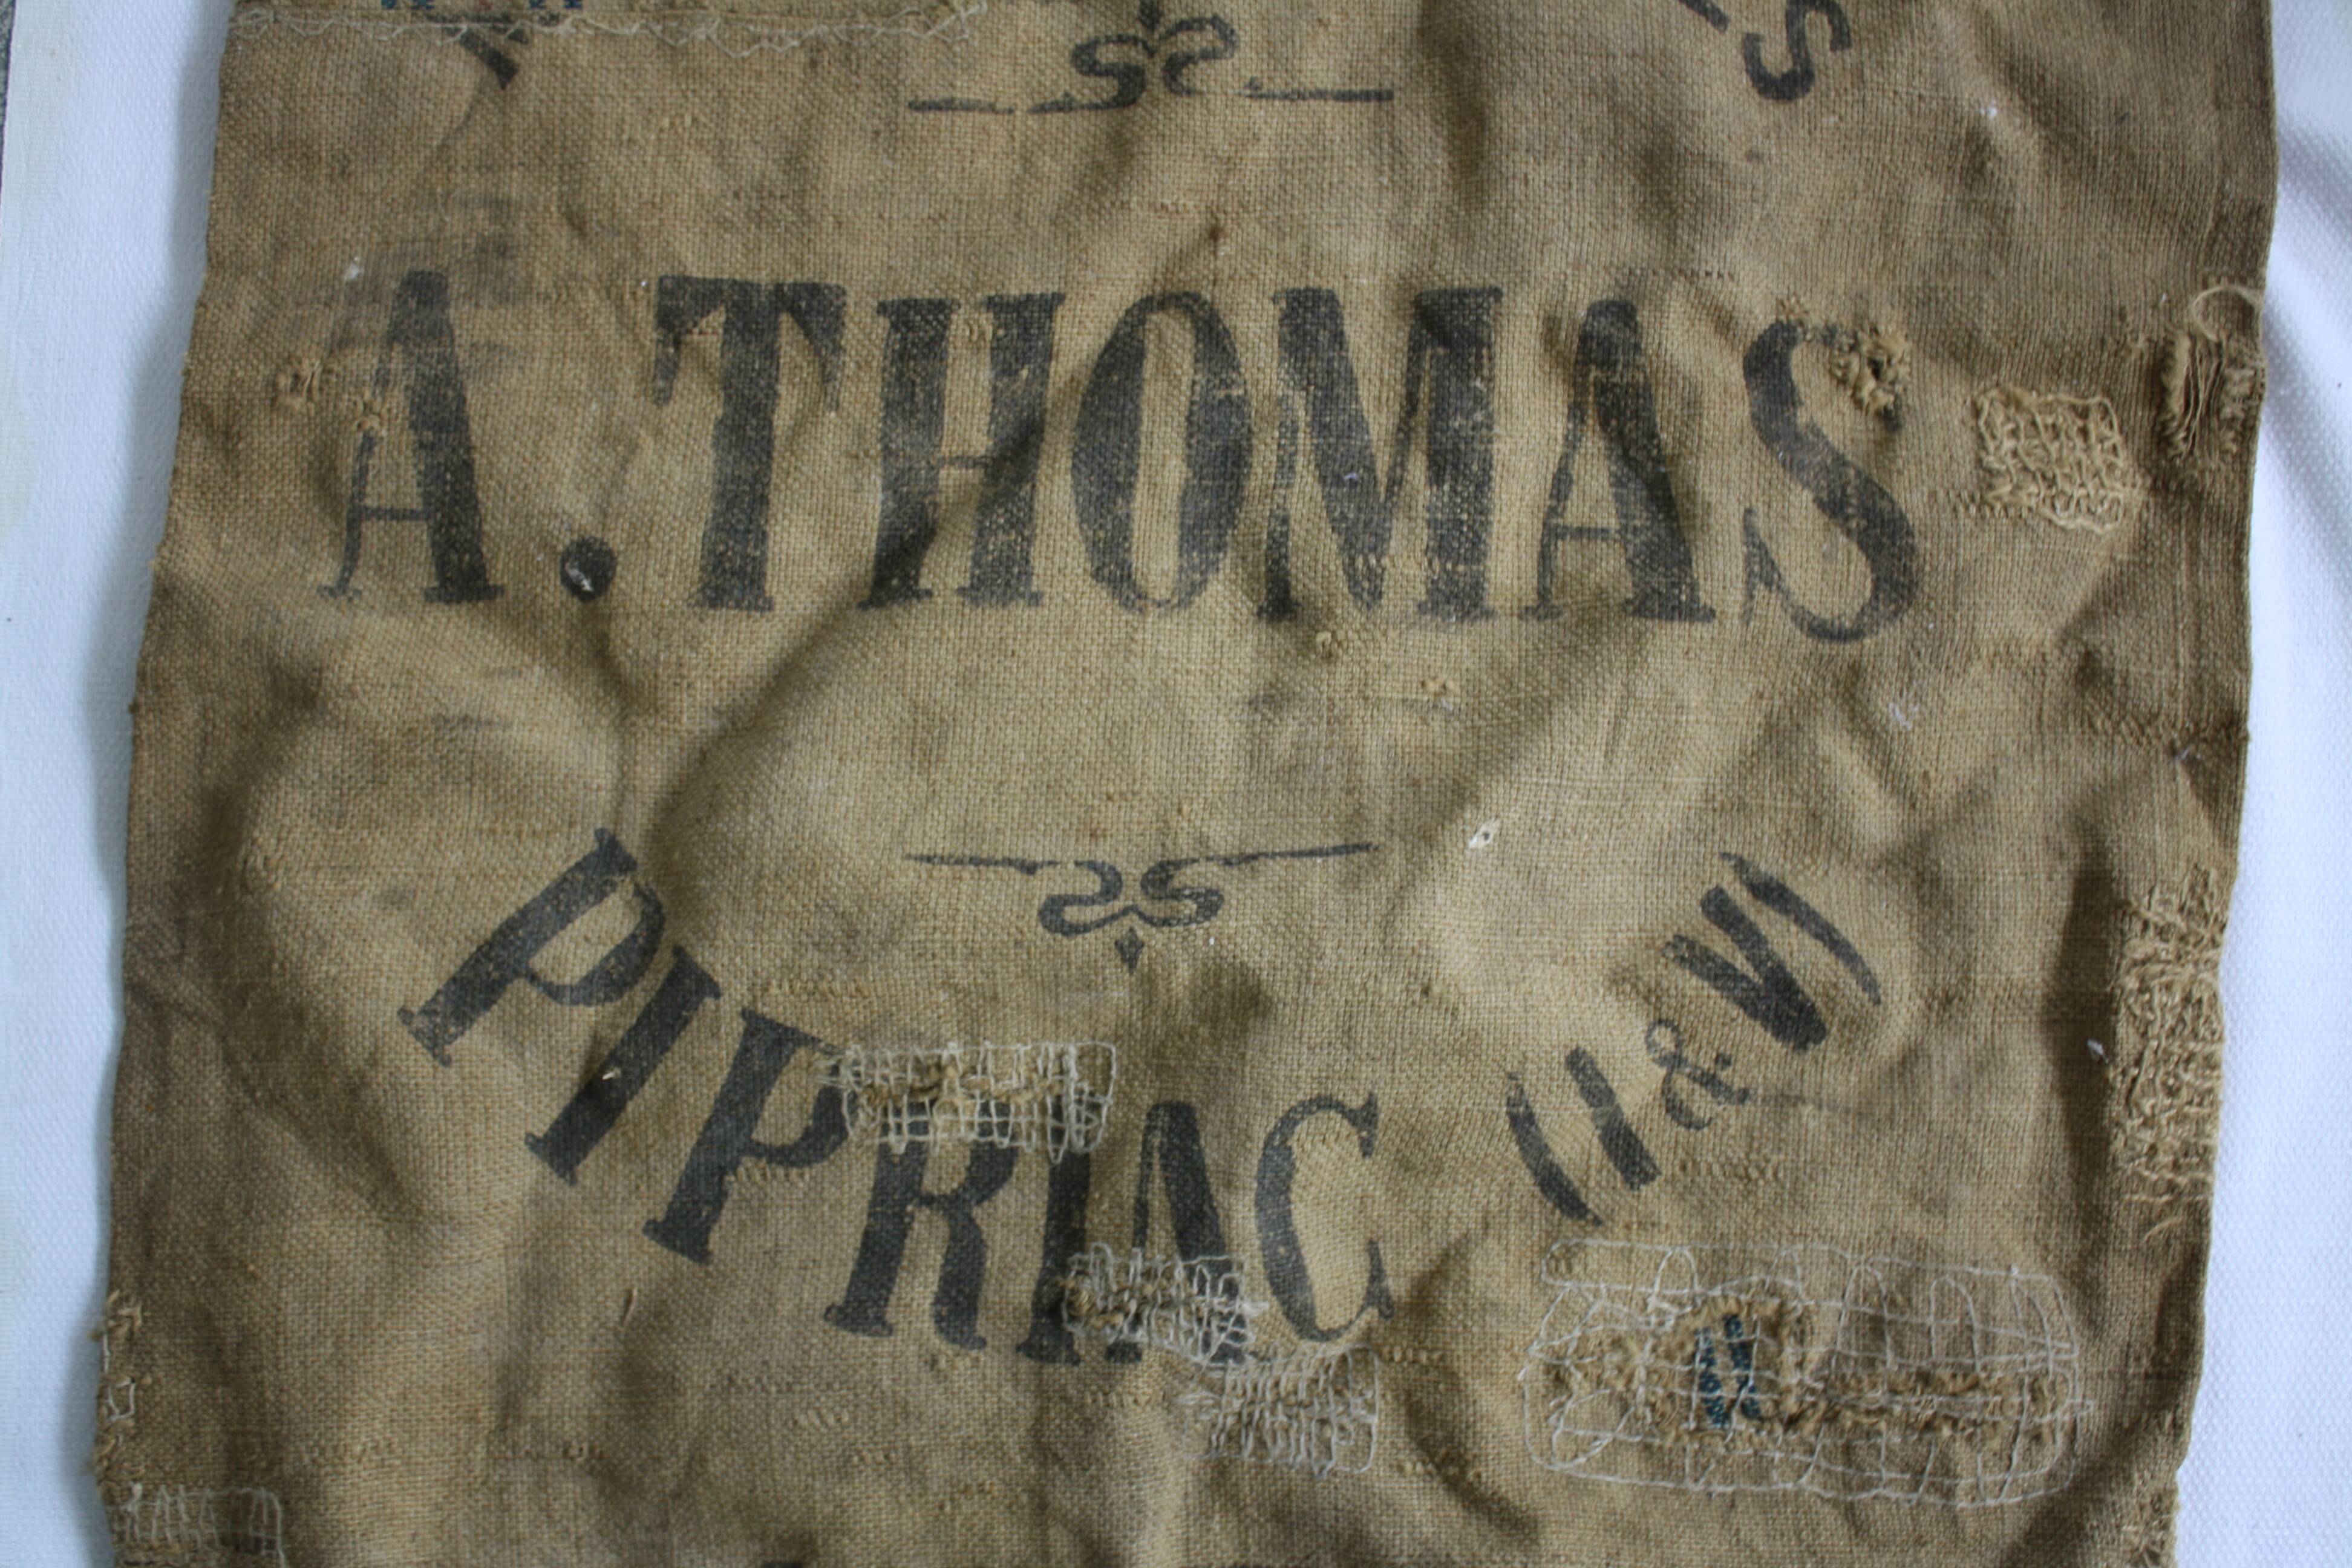 S
A. THOMAS
PIPRIAC (I & V)